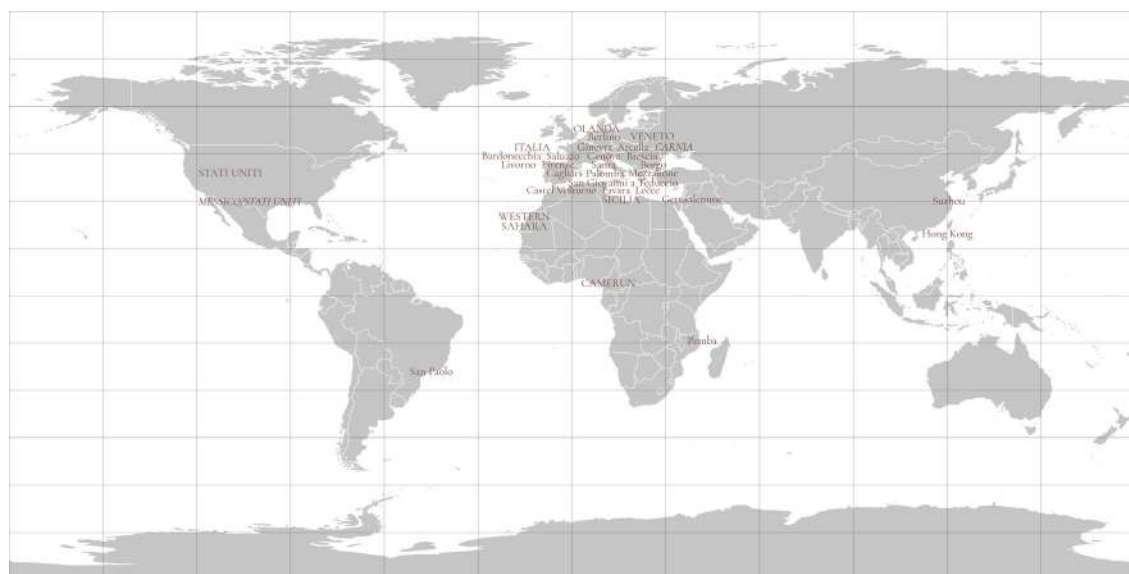 OLANDA
Berlino VENETO
ITALIA Ginevra Arcella CARNIA
Bardonecchia Saluzzo Genova Brescia
Livorno Firenze Santa Borgo
Cagliari Palombra Mezzalione
San Giovanni a Teduccio
Castel Volturno Favara Lecce
SICILIA Gerusalemme
STATI UNITI
MESSICO/STATI UNITI
Suzhou
WESTERN
SAHARA
Hong Kong
CAMERUN
Pemba
San Paolo